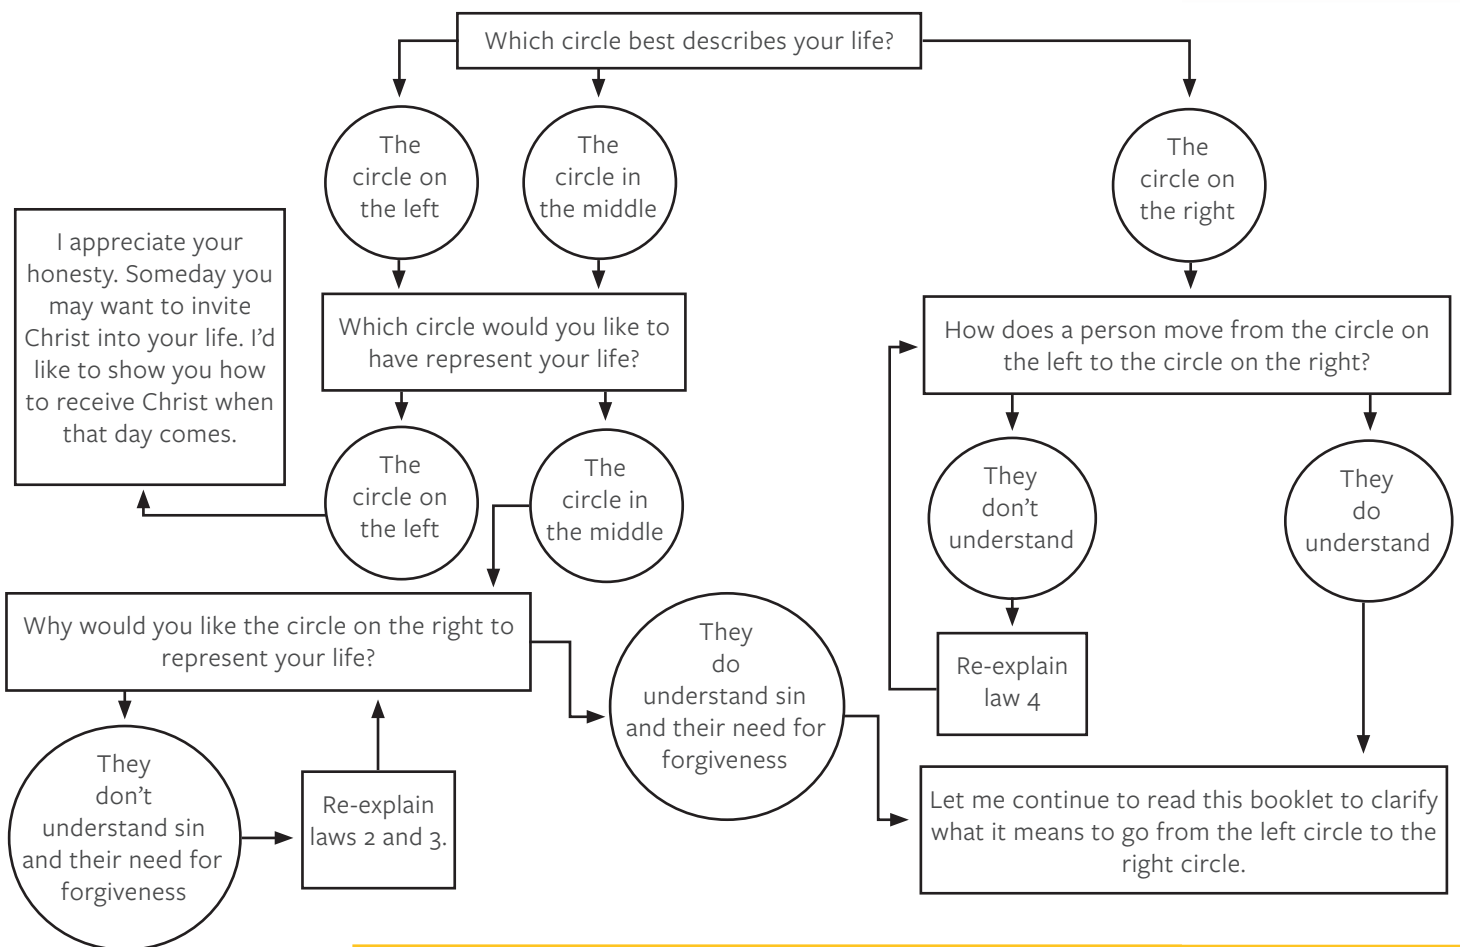 Which circle best describes your life?
The
circle on
the left
The
circle in
the middle
The
circle on
the right
I appreciate your
honesty. Someday you
may want to invite
Christ into your life. I'd
like to show you how
to receive Christ when
that day comes.
Which circle would you like to
have represent your life?
How does a person move from the circle on
the left to the circle on the right?
The
circle on
the left
The
circle in
the middle
They
don't
understand
They
do
understand
Why would you like the circle on the right to
represent your life?
They
do
understand sin
and their need for
forgiveness
Re-explain
law 4
They
don't
understand sin
and their need for
forgiveness
Re-explain
laws 2 and 3.
Let me continue to read this booklet to clarify
what it means to go from the left circle to the
right circle.